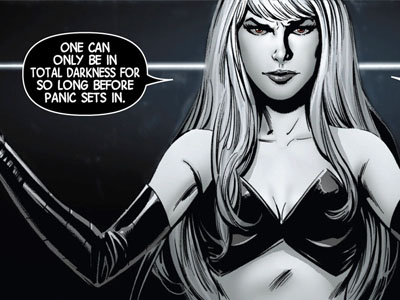 ONE CAN
ONLY BE IN
TOTAL DARKNESS FOR
SO LONG BEFORE
PANIC SETS IN.